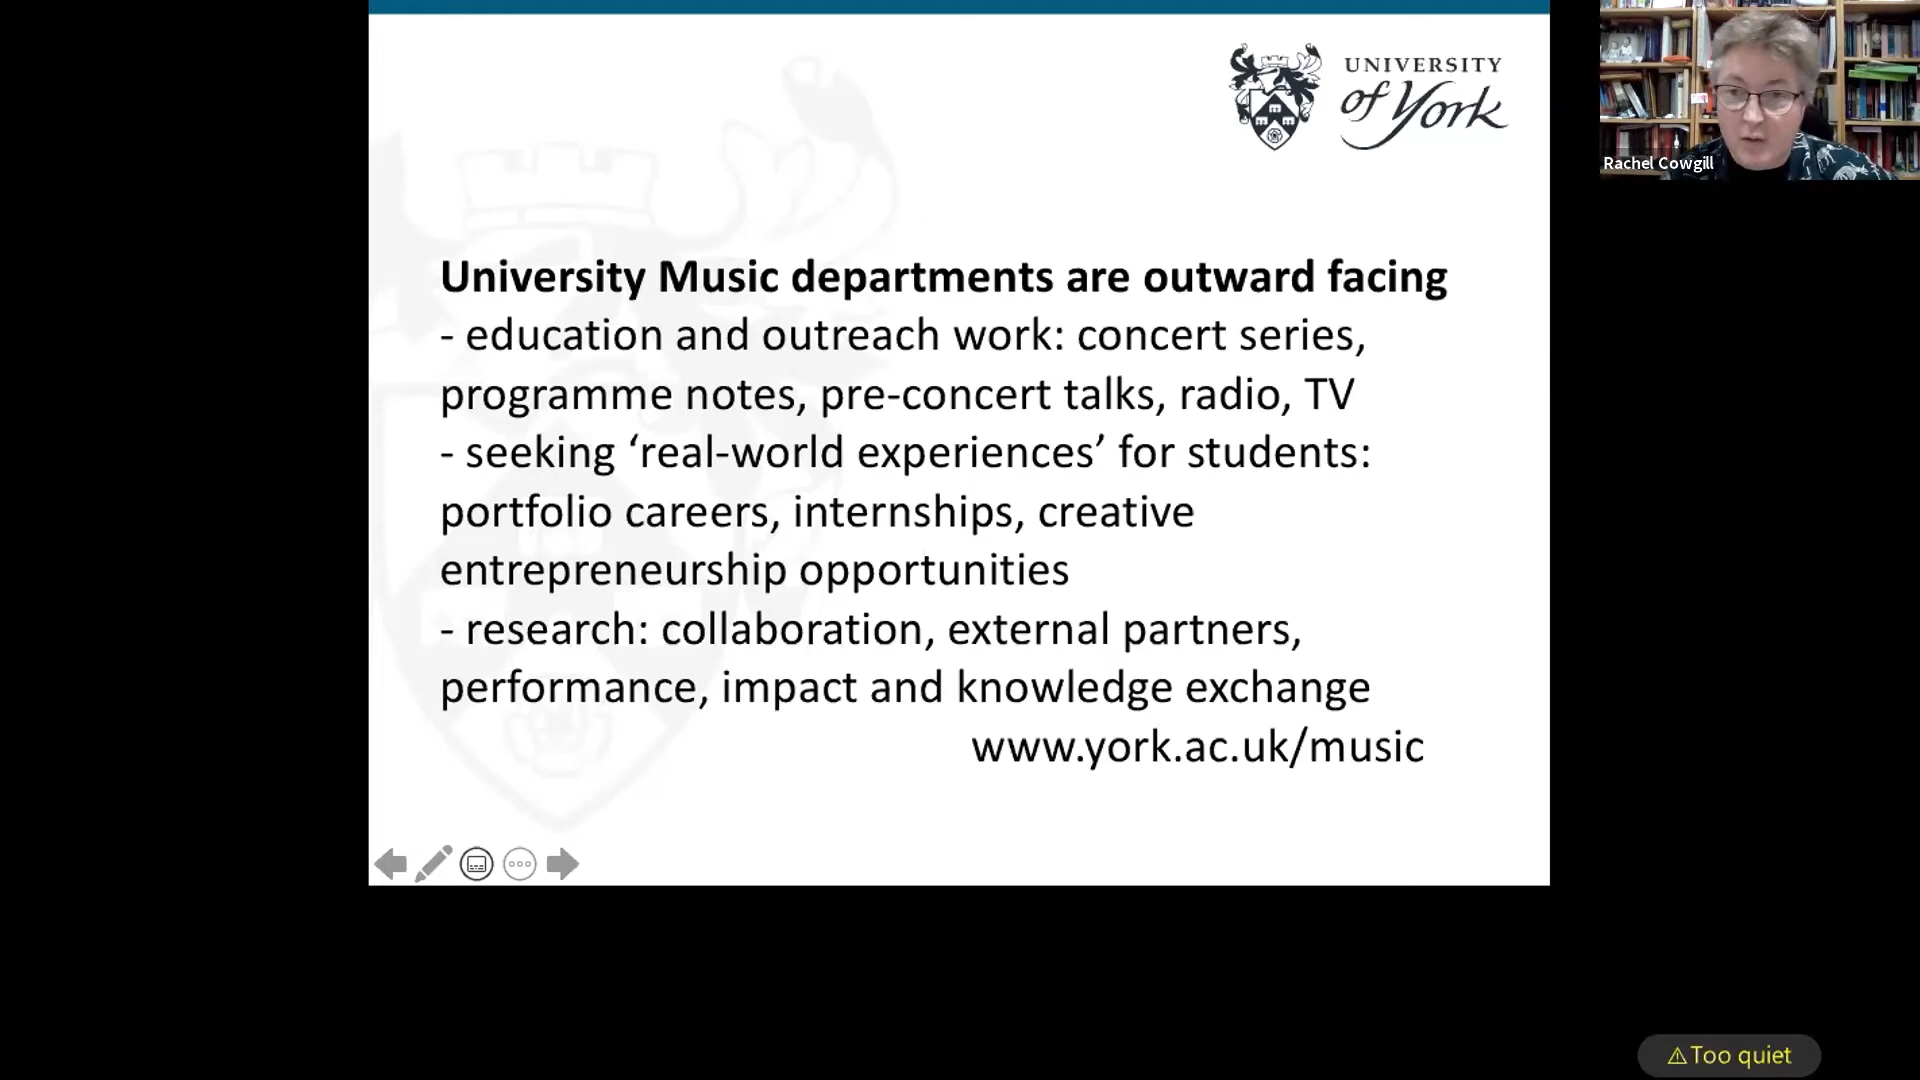 UNIVERSITY
of York
Rachel Cowgill
University Music departments are outward facing
- education and outreach work: concert series,
programme notes, pre-concert talks, radio, TV
- seeking ‘real-world experiences’ for students:
portfolio careers, internships, creative
entrepreneurship opportunities
- research: collaboration, external partners,
performance, impact and knowledge exchange
www.york.ac.uk/music
⚠Too quiet